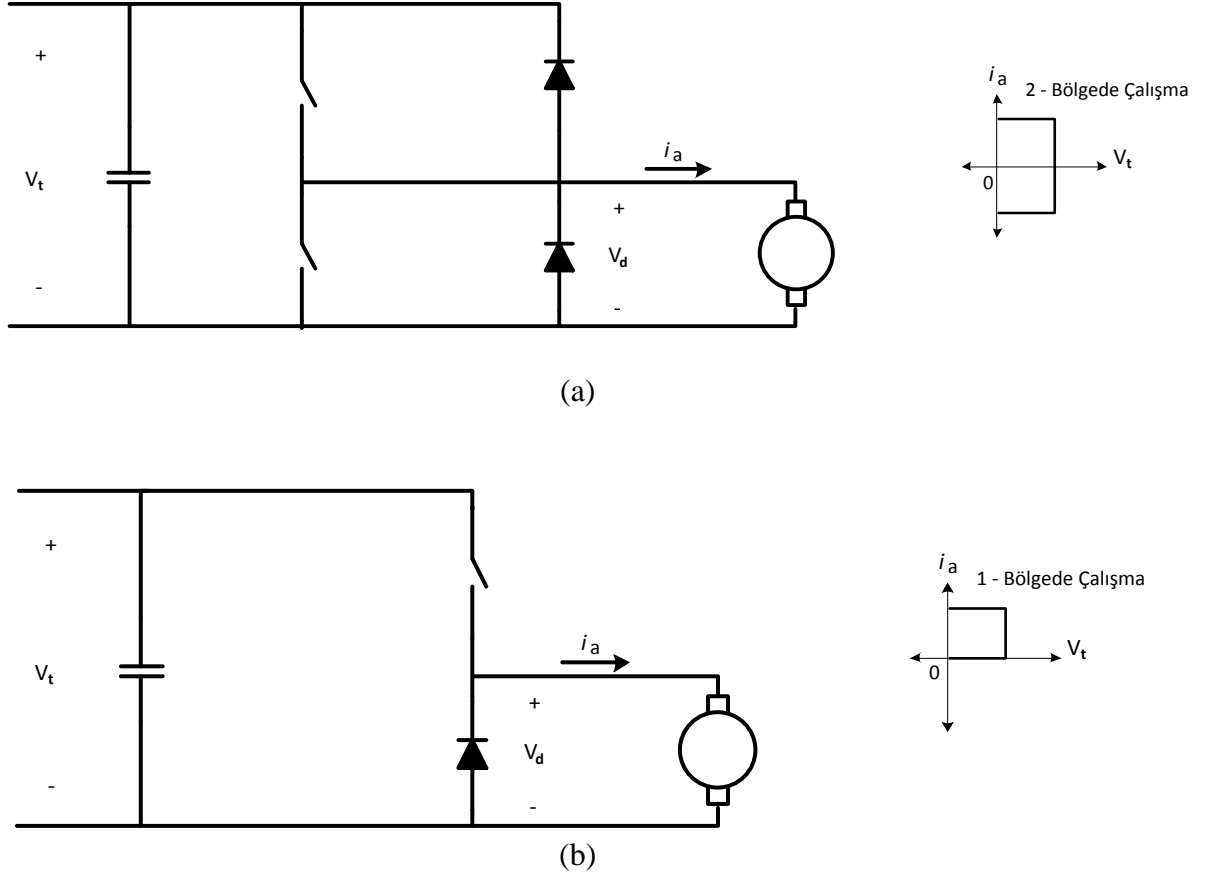 +
V_t
-
i_a
+
V_d
-
i_a
2 - Bölgede Çalışma
V_t
0
(a)
+
V_t
-
i_a
+
V_d
-
i_a
1 - Bölgede Çalışma
V_t
0
(b)